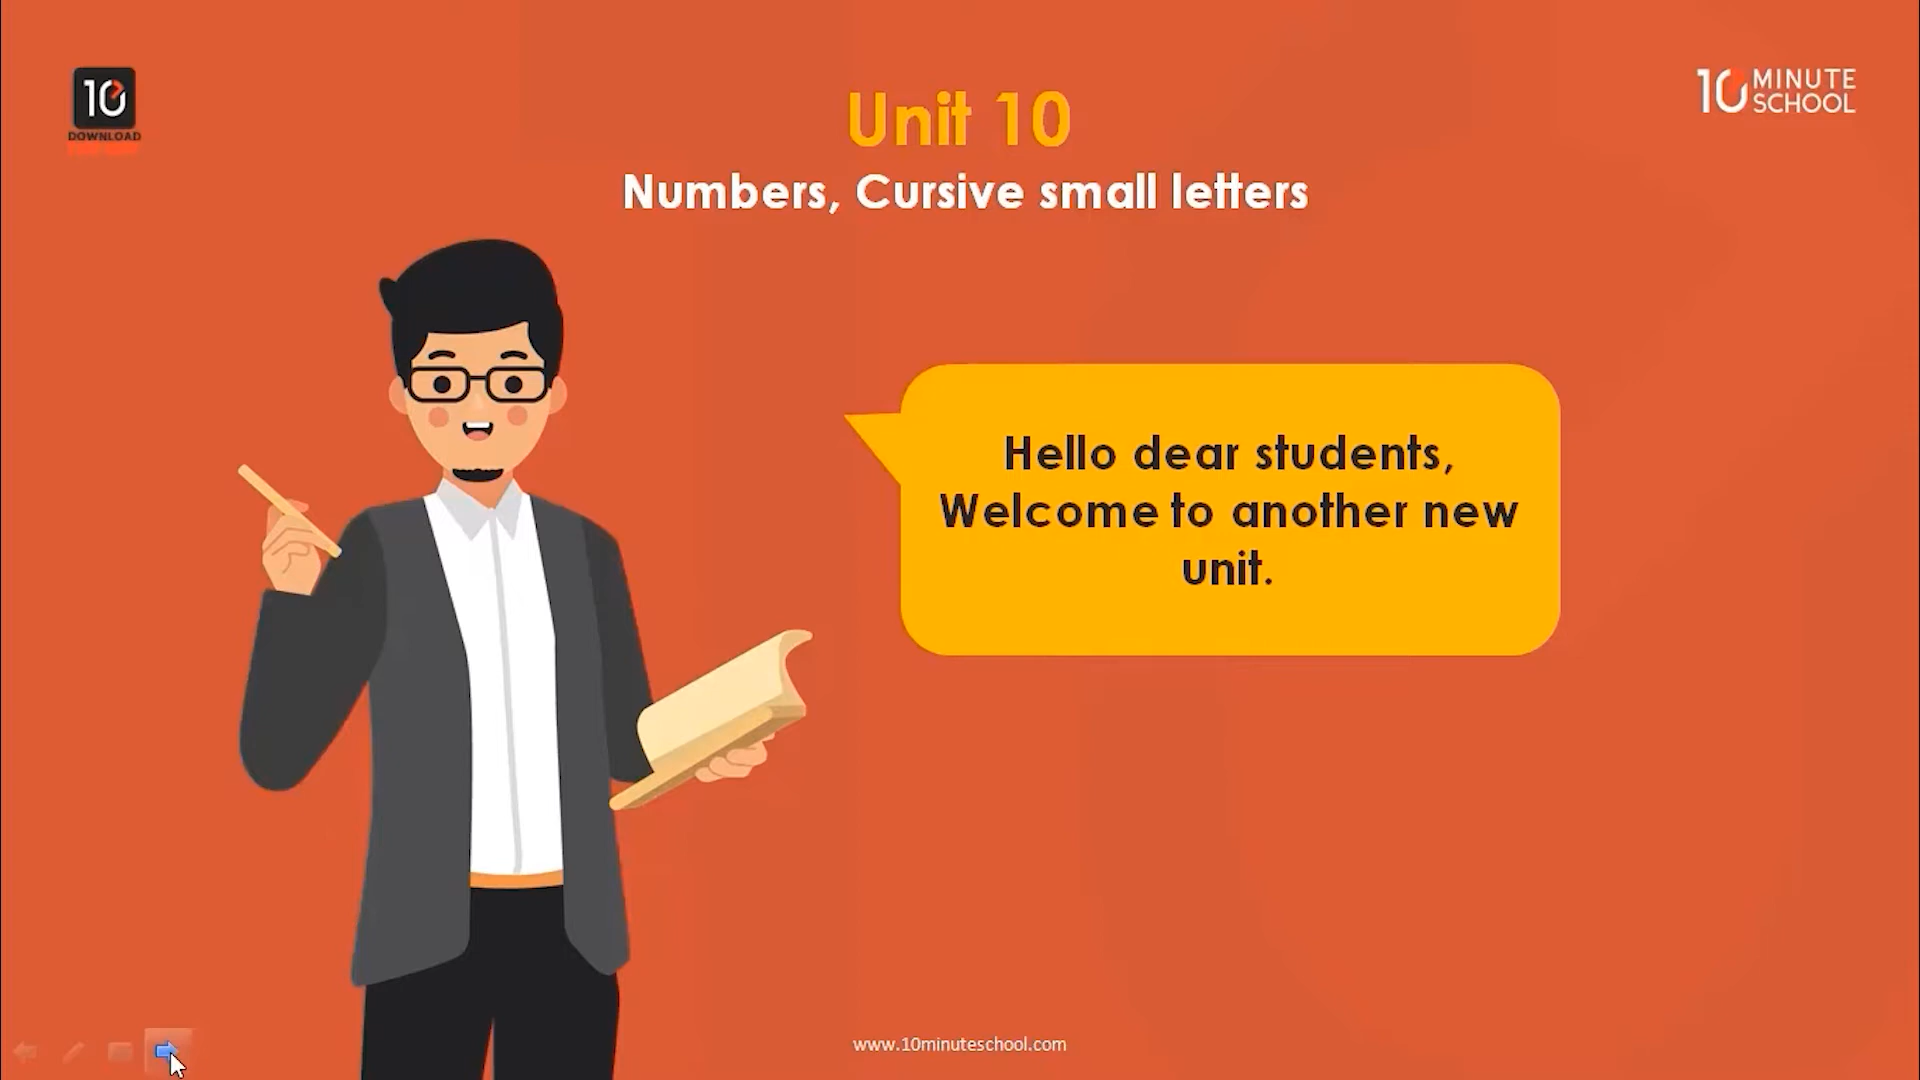 10
DOWNLOAD
10 MINUTE
SCHOOL
Unit 10
Numbers, Cursive small letters
Hello dear students,
Welcome to another new
unit.
www.10minuteschool.com